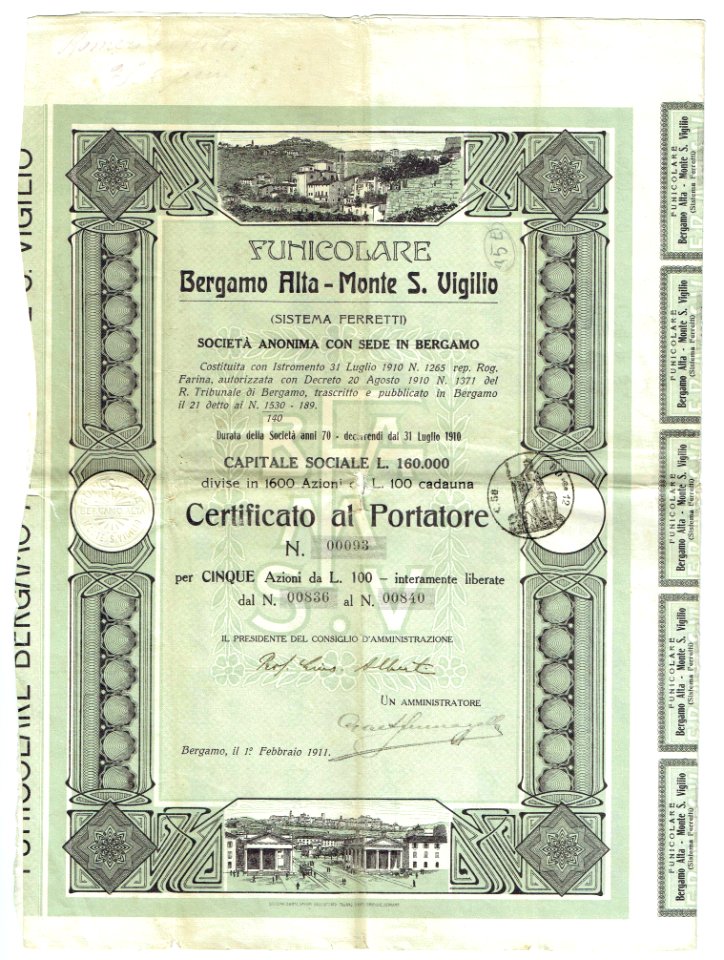 FUNICOLARE
Bergamo Alta - Monte S. Vigilio
(SISTEMA FERRETTI)
SOCIETÀ ANONIMA CON SEDE IN BERGAMO
Costituita con Istromento 31 Luglio 1910 N. 1265 rep. Rog.
Farina, autorizzata con Decreto 20 Agosto 1910 N. 1371 del
R. Tribunale di Bergamo, trascritto e pubblicato in Bergamo
il 21 detto al N. 1530 - 189.
140
Durata della Società anni 70 - decorrendi dal 31 Luglio 1910
CAPITALE SOCIALE L. 160.000
divise in 1600 Azioni L. 100 cadauna
Certificato al Portatore
N. 00093
per CINQUE Azioni da L. 100 - interamente liberate
dal N. 00836 al N. 00840
IL PRESIDENTE DEL CONSIGLIO D'AMMINISTRAZIONE
Prof. Albert
UN AMMINISTRATORE
Bergamo, il 1.º Febbraio 1911.
S. VIGILIO
FUNICOLARE BERGAMO
BERGAMO ALTA
FUNICOLARE
Bergamo Alta - Monte S. Vigilio
(Sistema Ferretti)
FUNICOLARE
Bergamo Alta - Monte S. Vigilio
(Sistema Ferretti)
FUNICOLARE
Bergamo Alta - Monte S. Vigilio
(Sistema Ferretti)
FUNICOLARE
Bergamo Alta - Monte S. Vigilio
(Sistema Ferretti)
FUNICOLARE
Bergamo Alta - Monte S. Vigilio
(Sistema Ferretti)